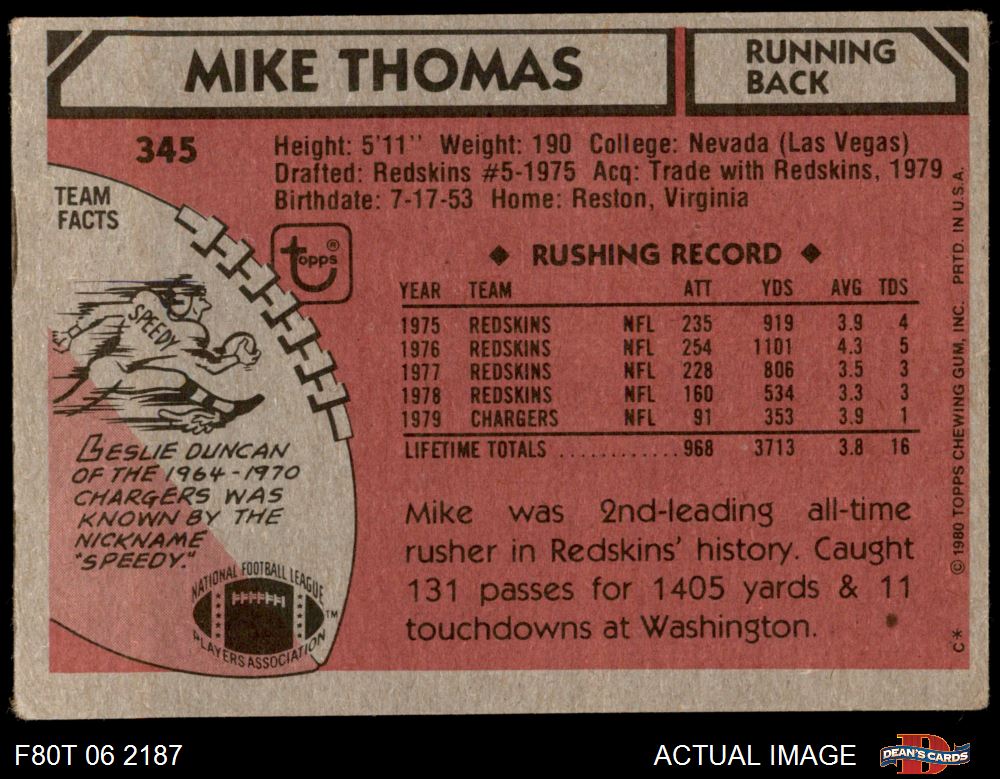 MIKE THOMAS
RUNNING
BACK
345
Height: 5'11'' Weight: 190 College: Nevada (Las Vegas)
Drafted: Redskins #5-1975 Acq: Trade with Redskins, 1979
Birthdate: 7-17-53 Home: Reston, Virginia
TEAM
FACTS
topps®
SPEEDY
LESLIE DUNCAN
OF THE 1964-1970
CHARGERS WAS
KNOWN BY THE
NICKNAME
"SPEEDY."
NATIONAL FOOTBALL LEAGUE
PLAYERS ASSOCIATION
TM
◆ RUSHING RECORD ◆
YEAR TEAM ATT YDS AVG TDS
1975 REDSKINS NFL 235 919 3.9 4
1976 REDSKINS NFL 254 1101 4.3 5
1977 REDSKINS NFL 228 806 3.5 3
1978 REDSKINS NFL 160 534 3.3 3
1979 CHARGERS NFL 91 353 3.9 1
LIFETIME TOTALS ............ 968 3713 3.8 16
Mike was 2nd-leading all-time
rusher in Redskins' history. Caught
131 passes for 1405 yards & 11
touchdowns at Washington.
C* © 1980 TOPPS CHEWING GUM, INC. PRTD. IN U.S.A.
F80T 06 2187
ACTUAL IMAGE
DEAN'S CARDS